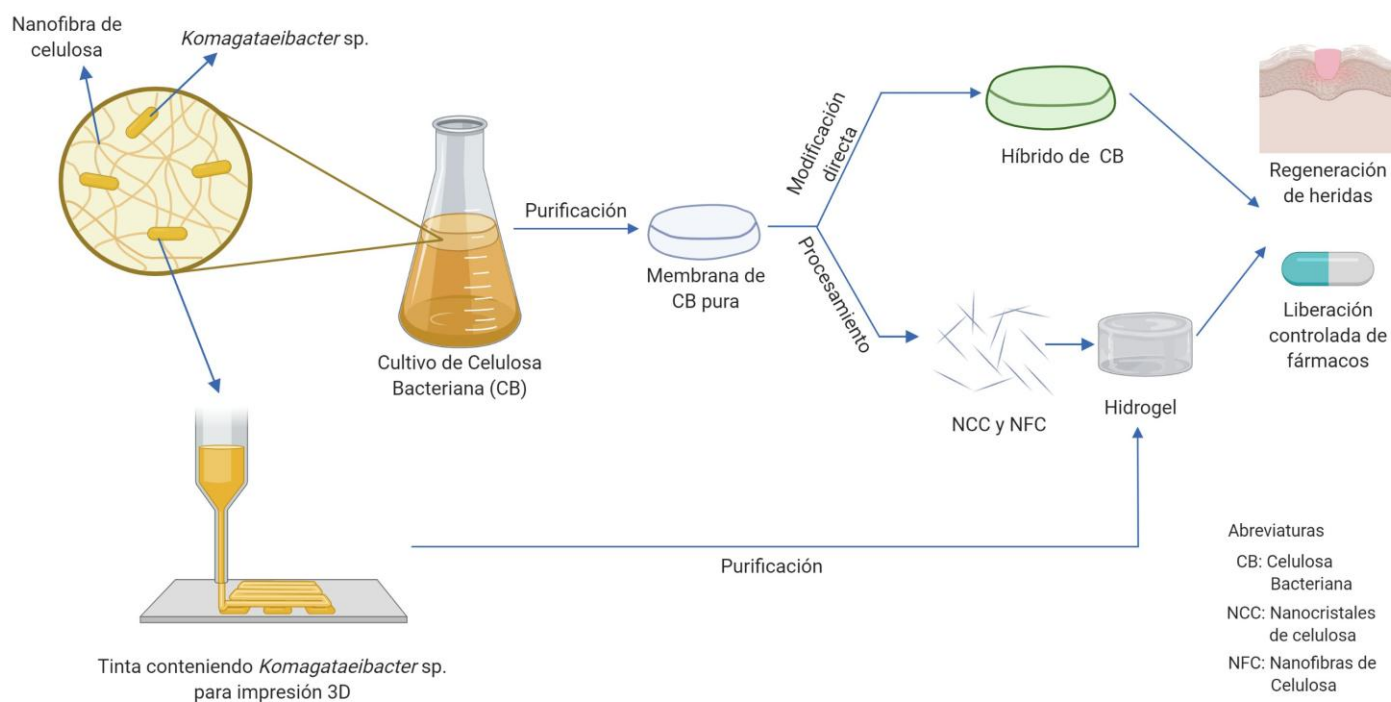 Nanofibra de
celulosa
Komagataeibacter sp.
Purificación
Cultivo de Celulosa
Bacteriana (CB)
Membrana de
CB pura
Modificación
directa
Procesamiento
Híbrido de CB
NCC y NFC
Hidrogel
Regeneración
de heridas
Liberación
controlada de
fármacos
Purificación
Tinta conteniendo Komagataeibacter sp.
para impresión 3D
Abreviaturas
CB: Celulosa
Bacteriana
NCC: Nanocristales
de celulosa
NFC: Nanofibras de
Celulosa